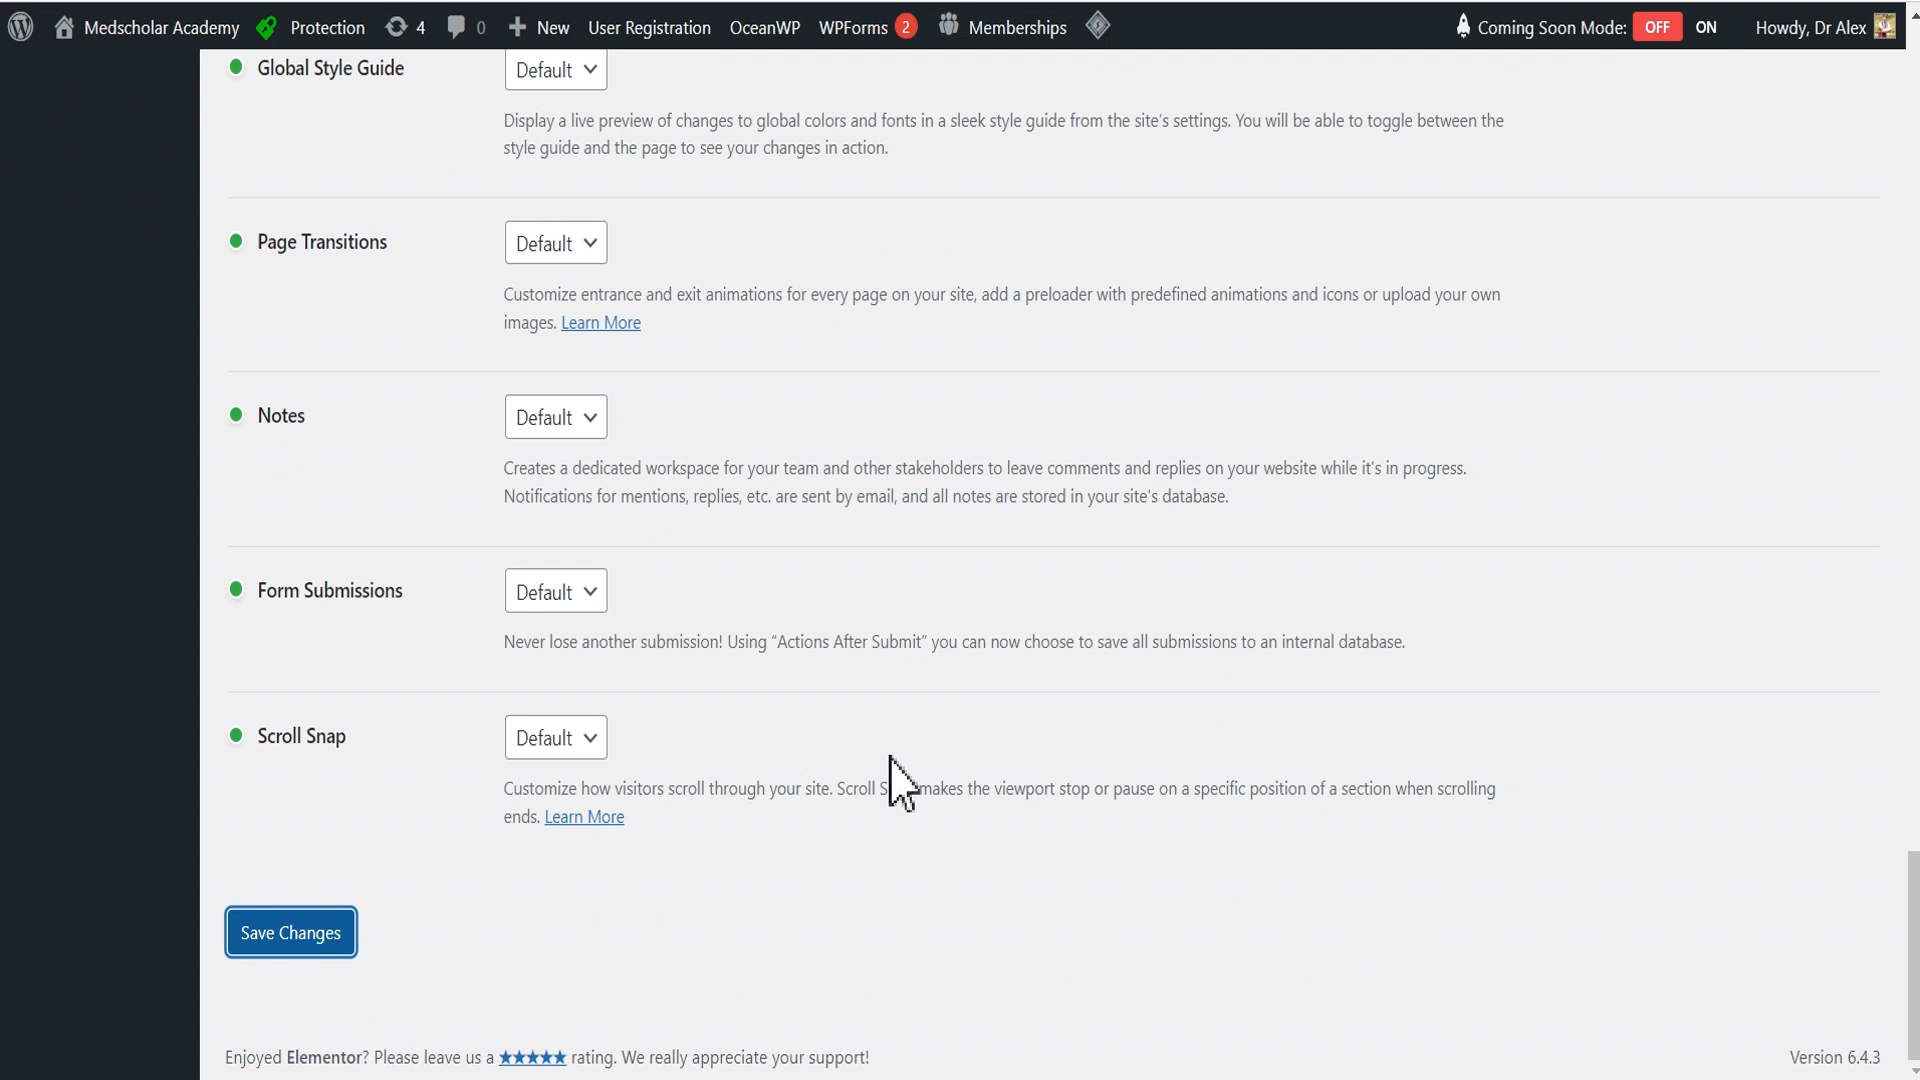 Medscholar Academy Protection 4 0 New User Registration OceanWP WPForms 2 Memberships Coming Soon Mode: OFF ON Howdy, Dr Alex
Global Style Guide Default
Display a live preview of changes to global colors and fonts in a sleek style guide from the site's settings. You will be able to toggle between the
style guide and the page to see your changes in action.
Page Transitions Default
Customize entrance and exit animations for every page on your site, add a preloader with predefined animations and icons or upload your own
images. Learn More
Notes Default
Creates a dedicated workspace for your team and other stakeholders to leave comments and replies on your website while it's in progress.
Notifications for mentions, replies, etc. are sent by email, and all notes are stored in your site's database.
Form Submissions Default
Never lose another submission! Using “Actions After Submit” you can now choose to save all submissions to an internal database.
Scroll Snap Default
Customize how visitors scroll through your site. Scroll makes the viewport stop or pause on a specific position of a section when scrolling
ends. Learn More
Save Changes
Enjoyed Elementor? Please leave us a ★★★★★ rating. We really appreciate your support!
Version 6.4.3